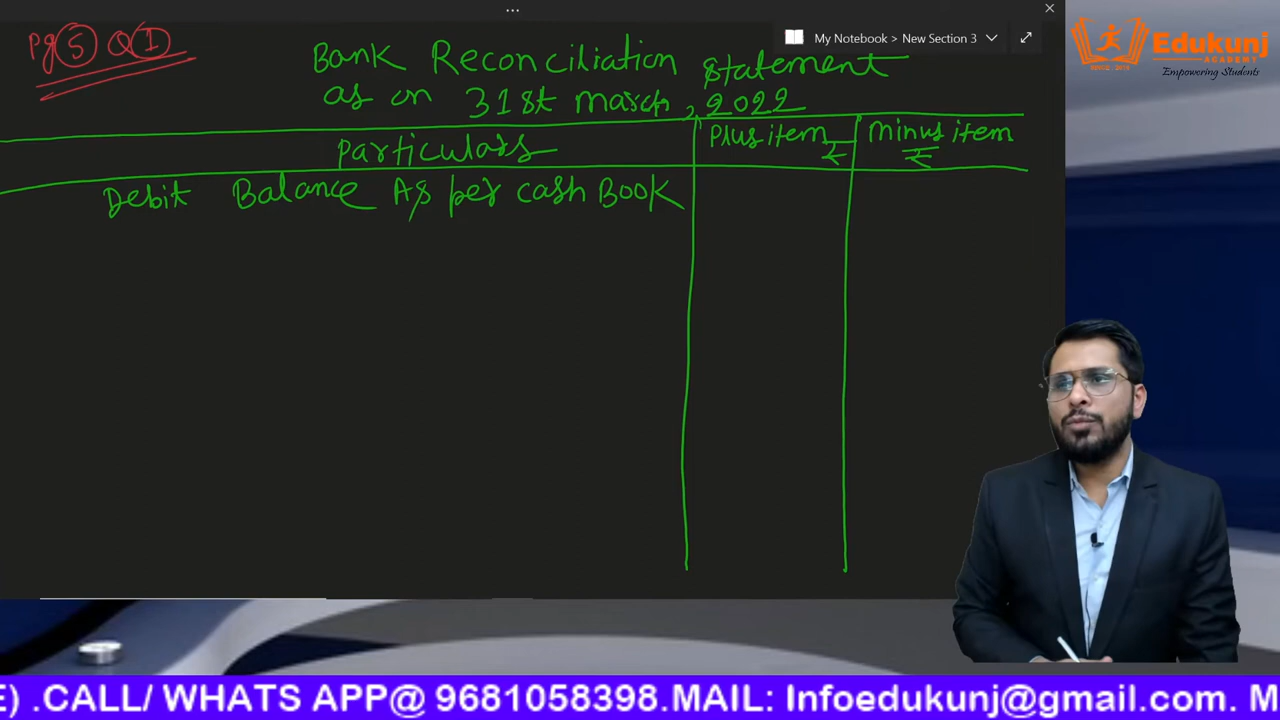 ...
My Notebook > New Section 3
Edukunj
ACADEMY
SINCE - 2014
Empowering Students
Pg 5 Q 1
Bank Reconciliation Statement
as on 31st march, 2022
Particulars
Plus item ₹
minus item ₹
Debit Balance As per cash Book
E) .CALL/ WHATS APP@ 9681058398.MAIL: Infoedukunj@gmail.com. M